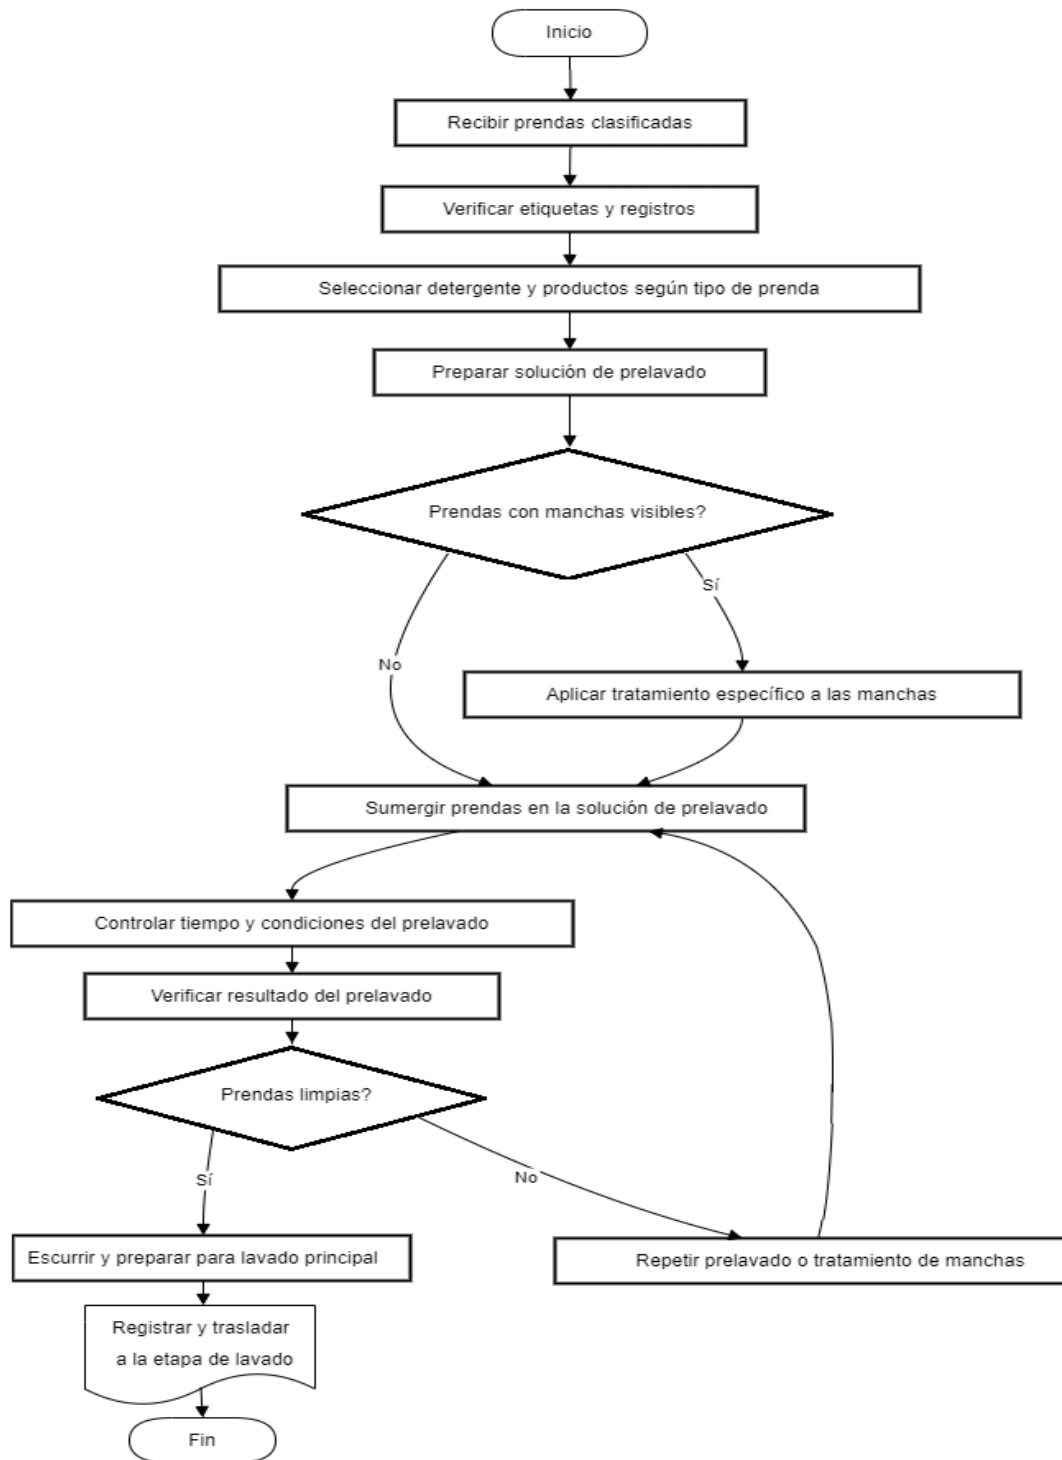 Inicio
Recibir prendas clasificadas
Verificar etiquetas y registros
Seleccionar detergente y productos según tipo de prenda
Preparar solución de prelavado
Prendas con manchas visibles?
Sí
No
Aplicar tratamiento específico a las manchas
Sumergir prendas en la solución de prelavado
Controlar tiempo y condiciones del prelavado
Verificar resultado del prelavado
Prendas limpias?
Sí
No
Escurrir y preparar para lavado principal
Repetir prelavado o tratamiento de manchas
Registrar y trasladar
a la etapa de lavado
Fin